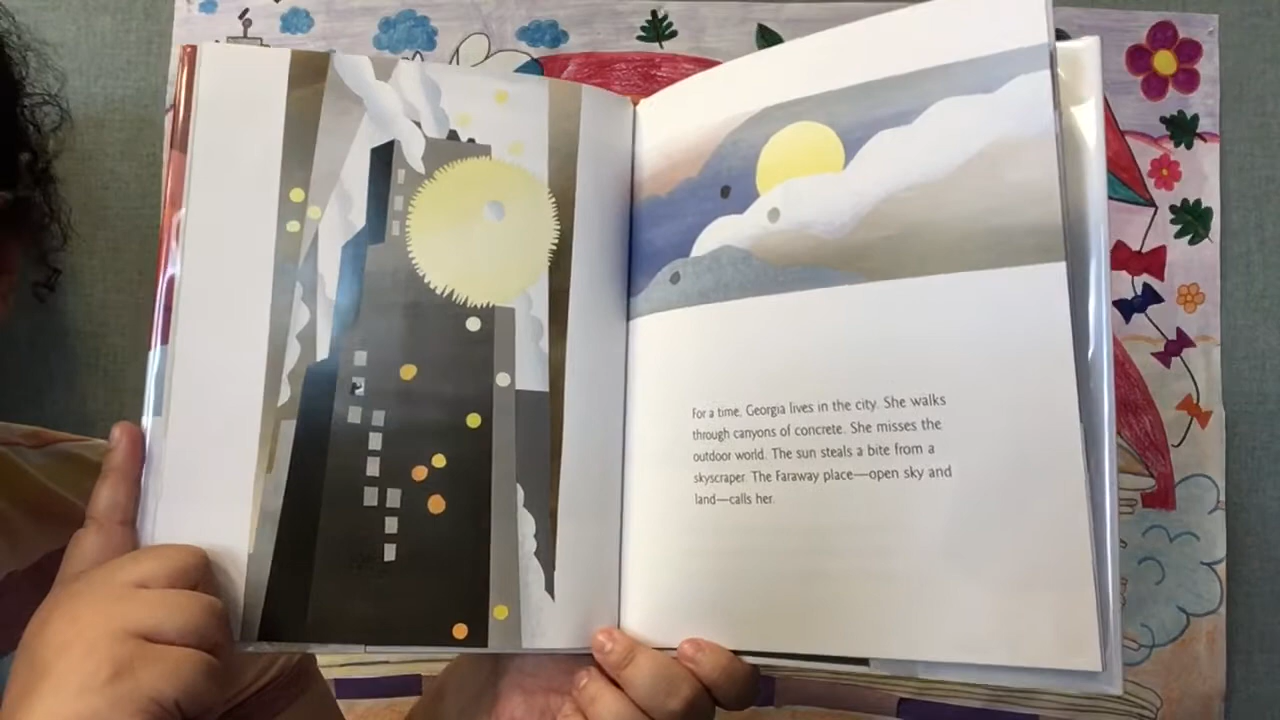 For a time, Georgia lives in the city. She walks
through canyons of concrete. She misses the
outdoor world. The sun steals a bite from a
skyscraper. The Faraway place—open sky and
land—calls her.